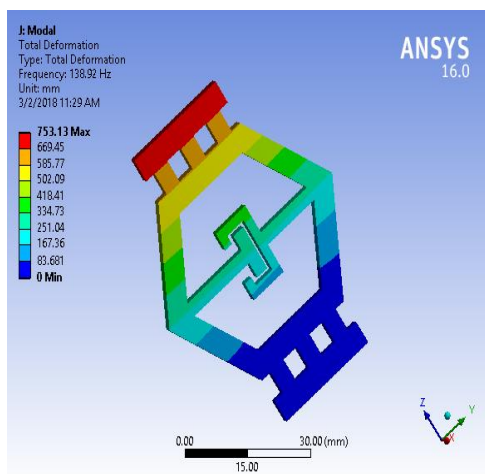 J: Modal
Total Deformation
Type: Total Deformation
Frequency: 138.92 Hz
Unit: mm
3/2/2018 11:29 AM
ANSYS
16.0
753.13 Max
669.45
585.77
502.09
418.41
334.73
251.04
167.36
83.681
0 Min
0.00
30.00 (mm)
15.00
Z
Y
X